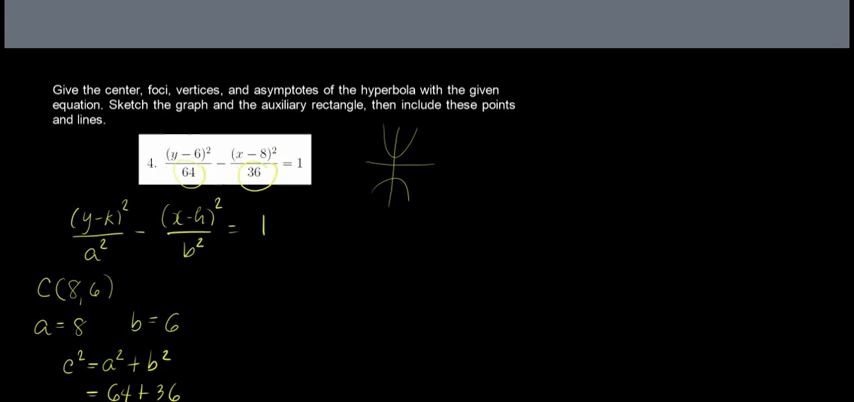 Give the center, foci, vertices, and asymptotes of the hyperbola with the given
equation. Sketch the graph and the auxiliary rectangle, then include these points
and lines.
4. (y − 6)²/64 − (x − 8)²/36 = 1
(y-k)²/a² - (x-h)²/b² = 1
C(8,6)
a = 8 b = 6
c² = a² + b²
= 64 + 36